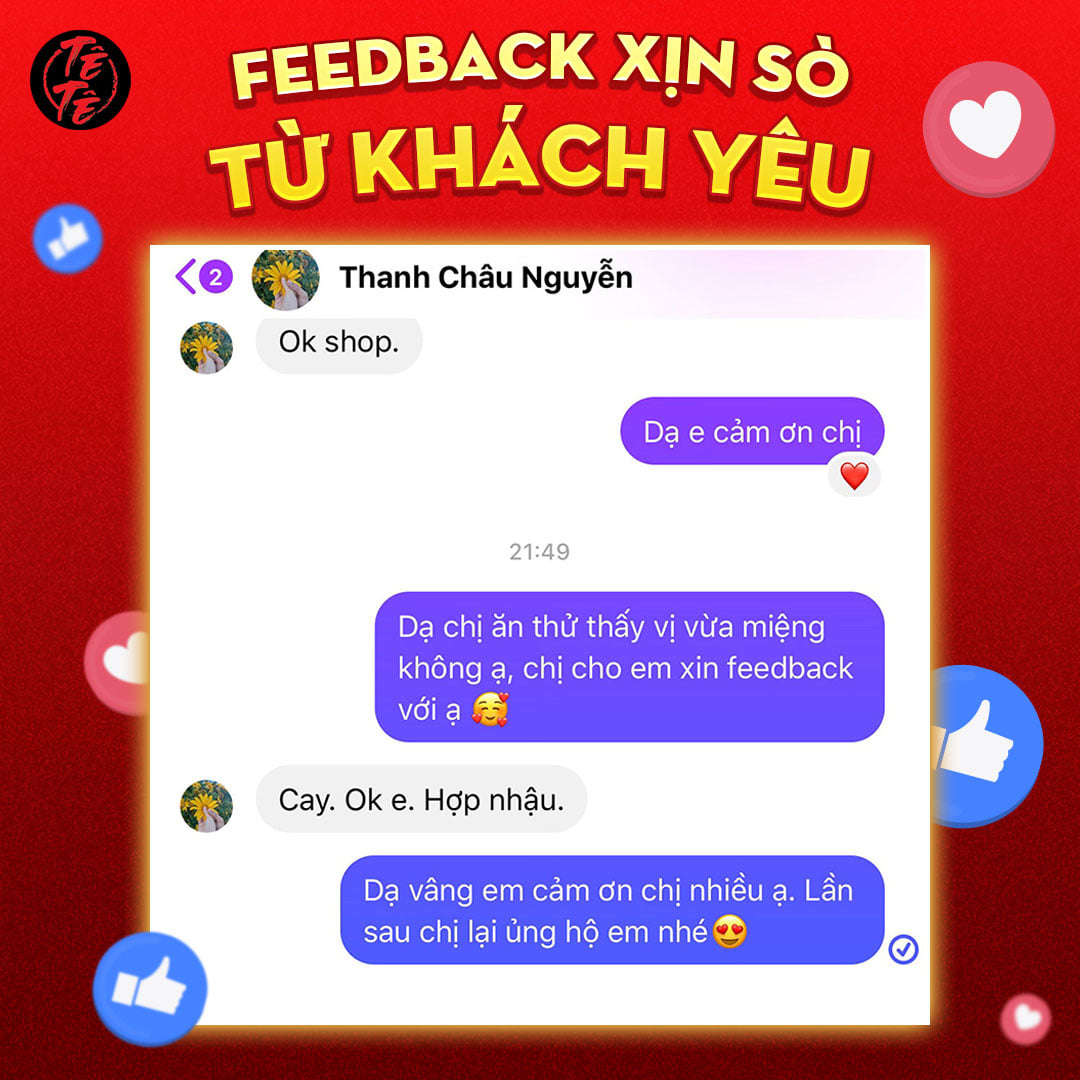 TÊ
TÊ
FEEDBACK XỊN SÒ
TỪ KHÁCH YÊU
2
Thanh Châu Nguyễn
Ok shop.
Dạ e cảm ơn chị
21:49
Dạ chị ăn thử thấy vị vừa miệng
không ạ, chị cho em xin feedback
với ạ 🥰
Cay. Ok e. Hợp nhậu.
Dạ vâng em cảm ơn chị nhiều ạ. Lần
sau chị lại ủng hộ em nhé😍